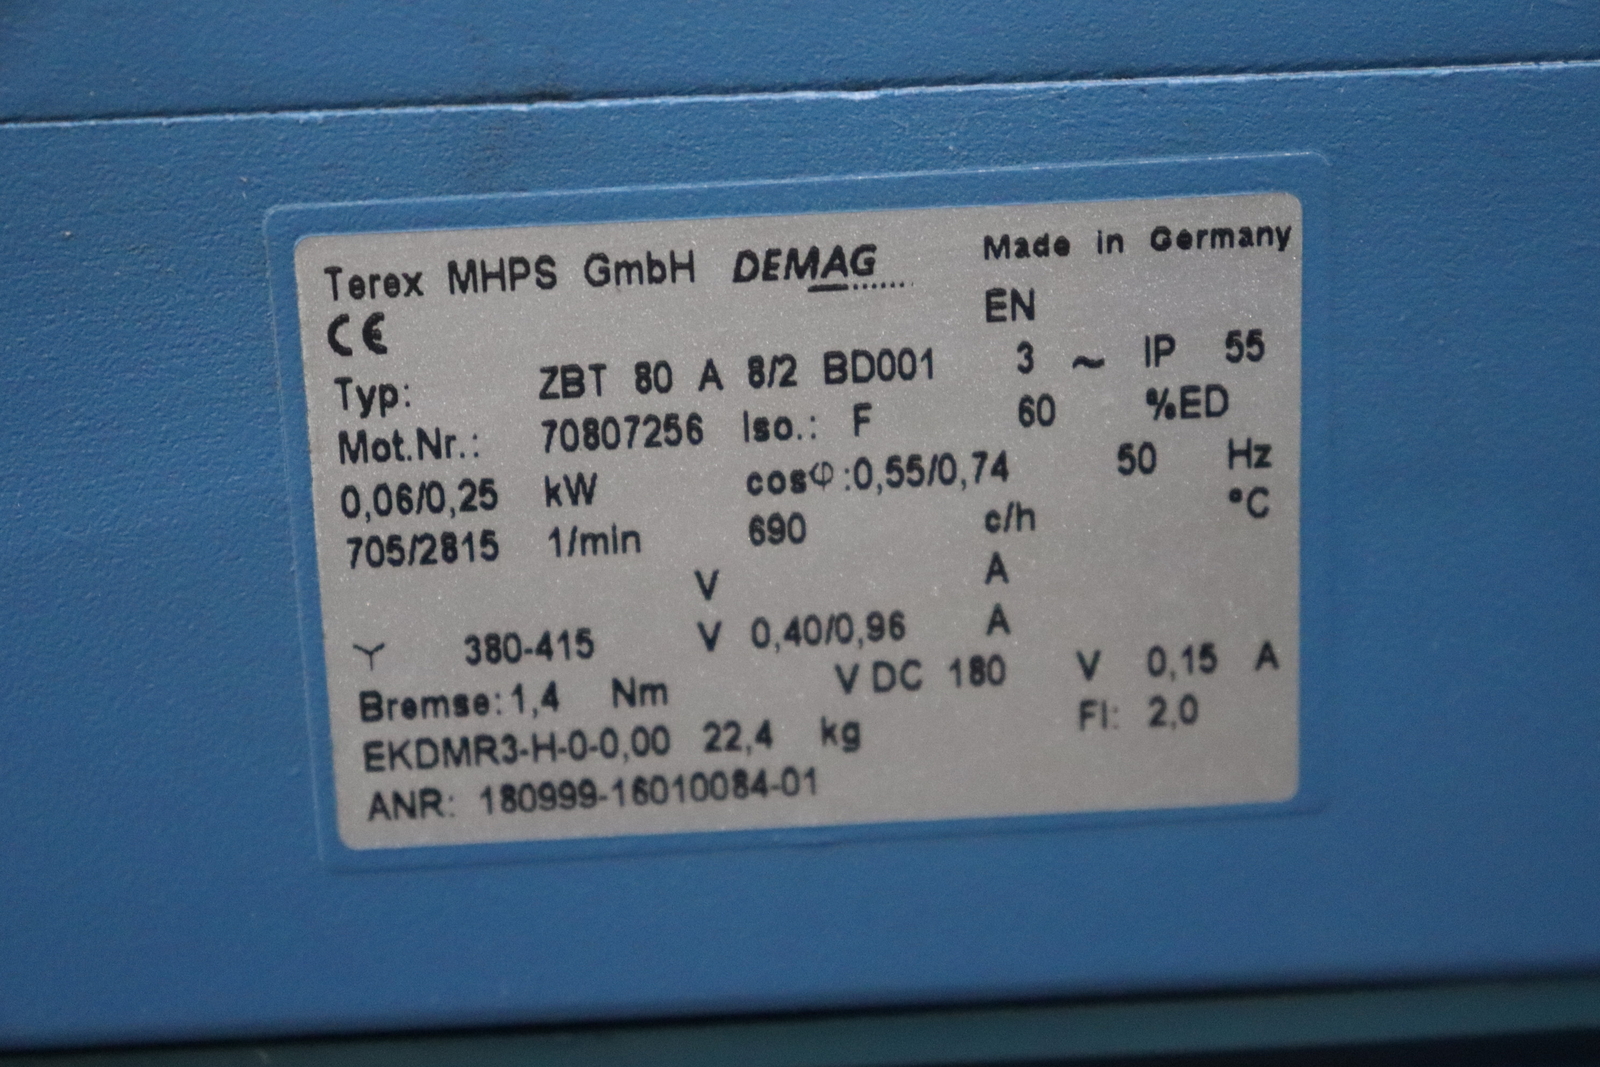 Terex MHPS GmbH DEMAG Made in Germany
CE EN
Typ: ZBT 80 A 8/2 BD001 3 ~ IP 55
Mot.Nr.: 70807256 Iso.: F 60 %ED
0,06/0,25 kW cosφ:0,55/0,74 50 Hz
705/2815 1/min 690 c/h °C
V A
Y 380-415 V 0,40/0,96 A
Bremse:1,4 Nm V DC 180 V 0,15 A
EKDMR3-H-0-0,00 22,4 kg FI: 2,0
ANR: 180999-16010084-01